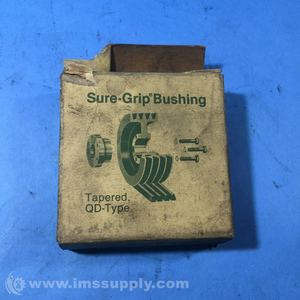 Sure-Grip® Bushing
Tapered,
QD-Type
© www.imssupply.com